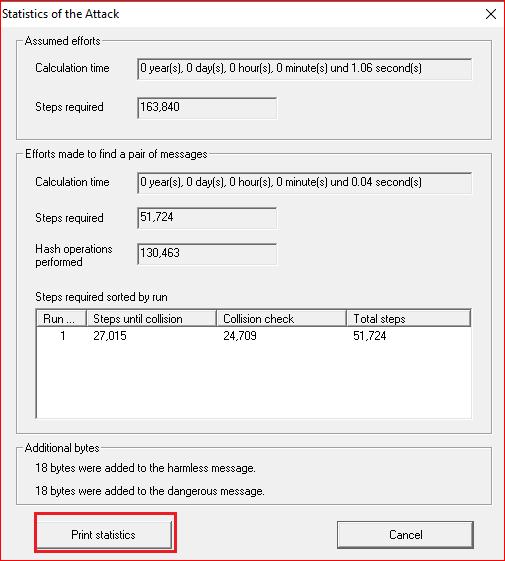 Statistics of the Attack
Assumed efforts
Calculation time 0 year(s), 0 day(s), 0 hour(s), 0 minute(s) und 1.06 second(s)
Steps required 163,840
Efforts made to find a pair of messages
Calculation time 0 year(s), 0 day(s), 0 hour(s), 0 minute(s) und 0.04 second(s)
Steps required 51,724
Hash operations
performed 130,463
Steps required sorted by run
Run ... Steps until collision Collision check Total steps
1 27,015 24,709 51,724
Additional bytes
18 bytes were added to the harmless message.
18 bytes were added to the dangerous message.
Print statistics Cancel